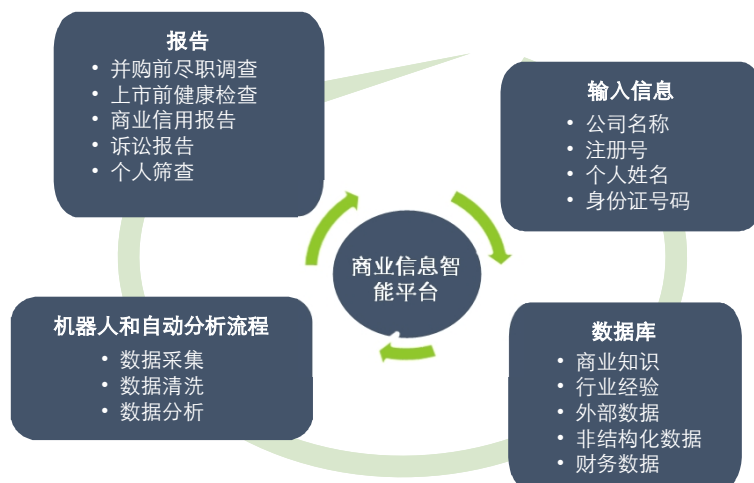 报告
• 并购前尽职调查
• 上市前健康检查
• 商业信用报告
• 诉讼报告
• 个人筛查
输入信息
• 公司名称
• 注册号
• 个人姓名
• 身份证号码
商业信息智
能平台
机器人和自动分析流程
• 数据采集
• 数据清洗
• 数据分析
数据库
• 商业知识
• 行业经验
• 外部数据
• 非结构化数据
• 财务数据